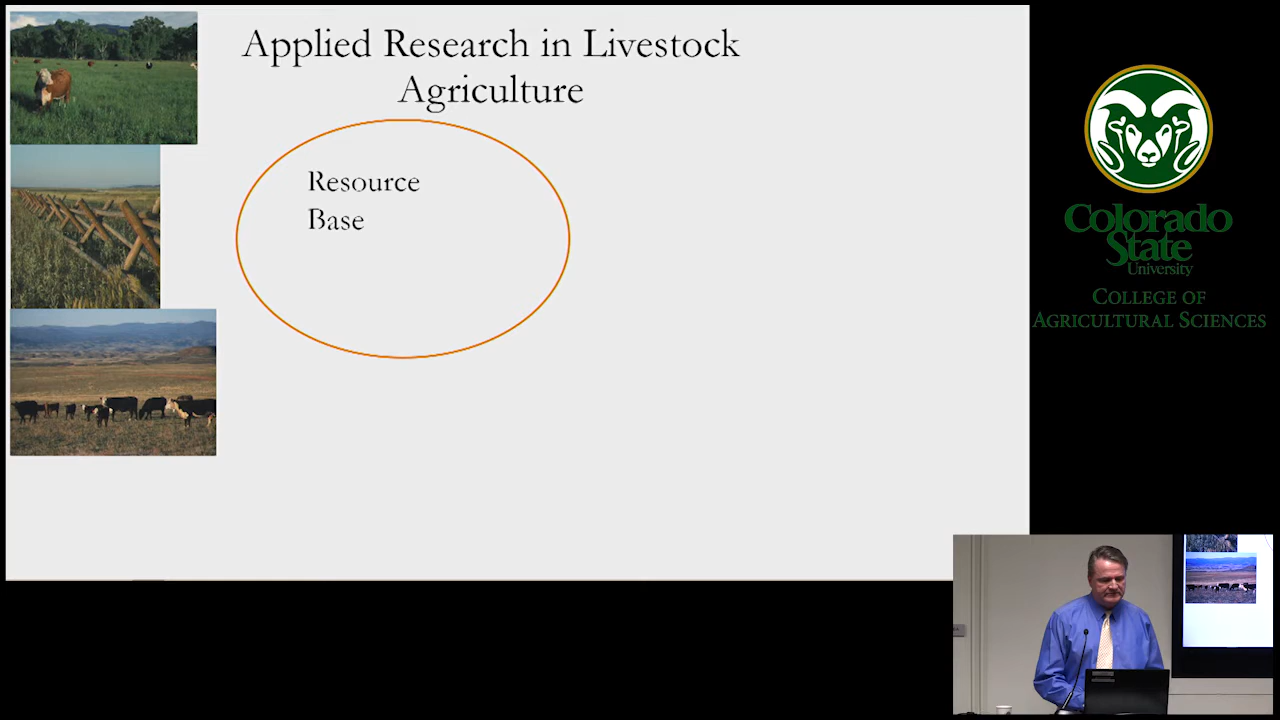 Applied Research in Livestock
Agriculture
Resource
Base
Colorado
State
University
COLLEGE OF
AGRICULTURAL SCIENCES